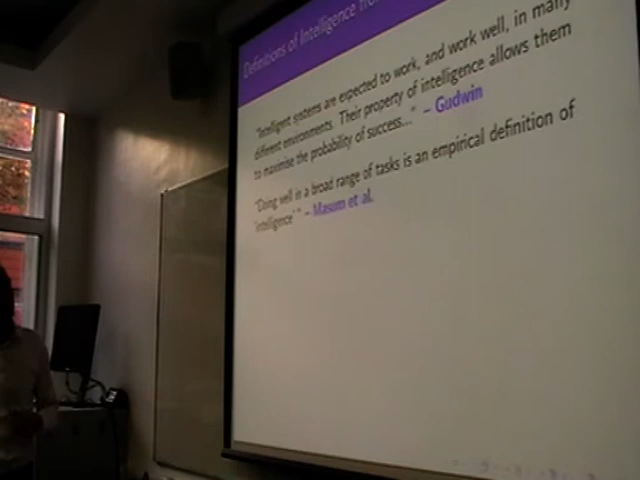 Definitions of Intelligence
"Intelligent systems are expected to work, and work well, in many
different environments. Their property of intelligence allows them
to maximise the probability of success..." – Gudwin
"Doing well in a broad range of tasks is an empirical definition of
'intelligence' " – Masum et al.